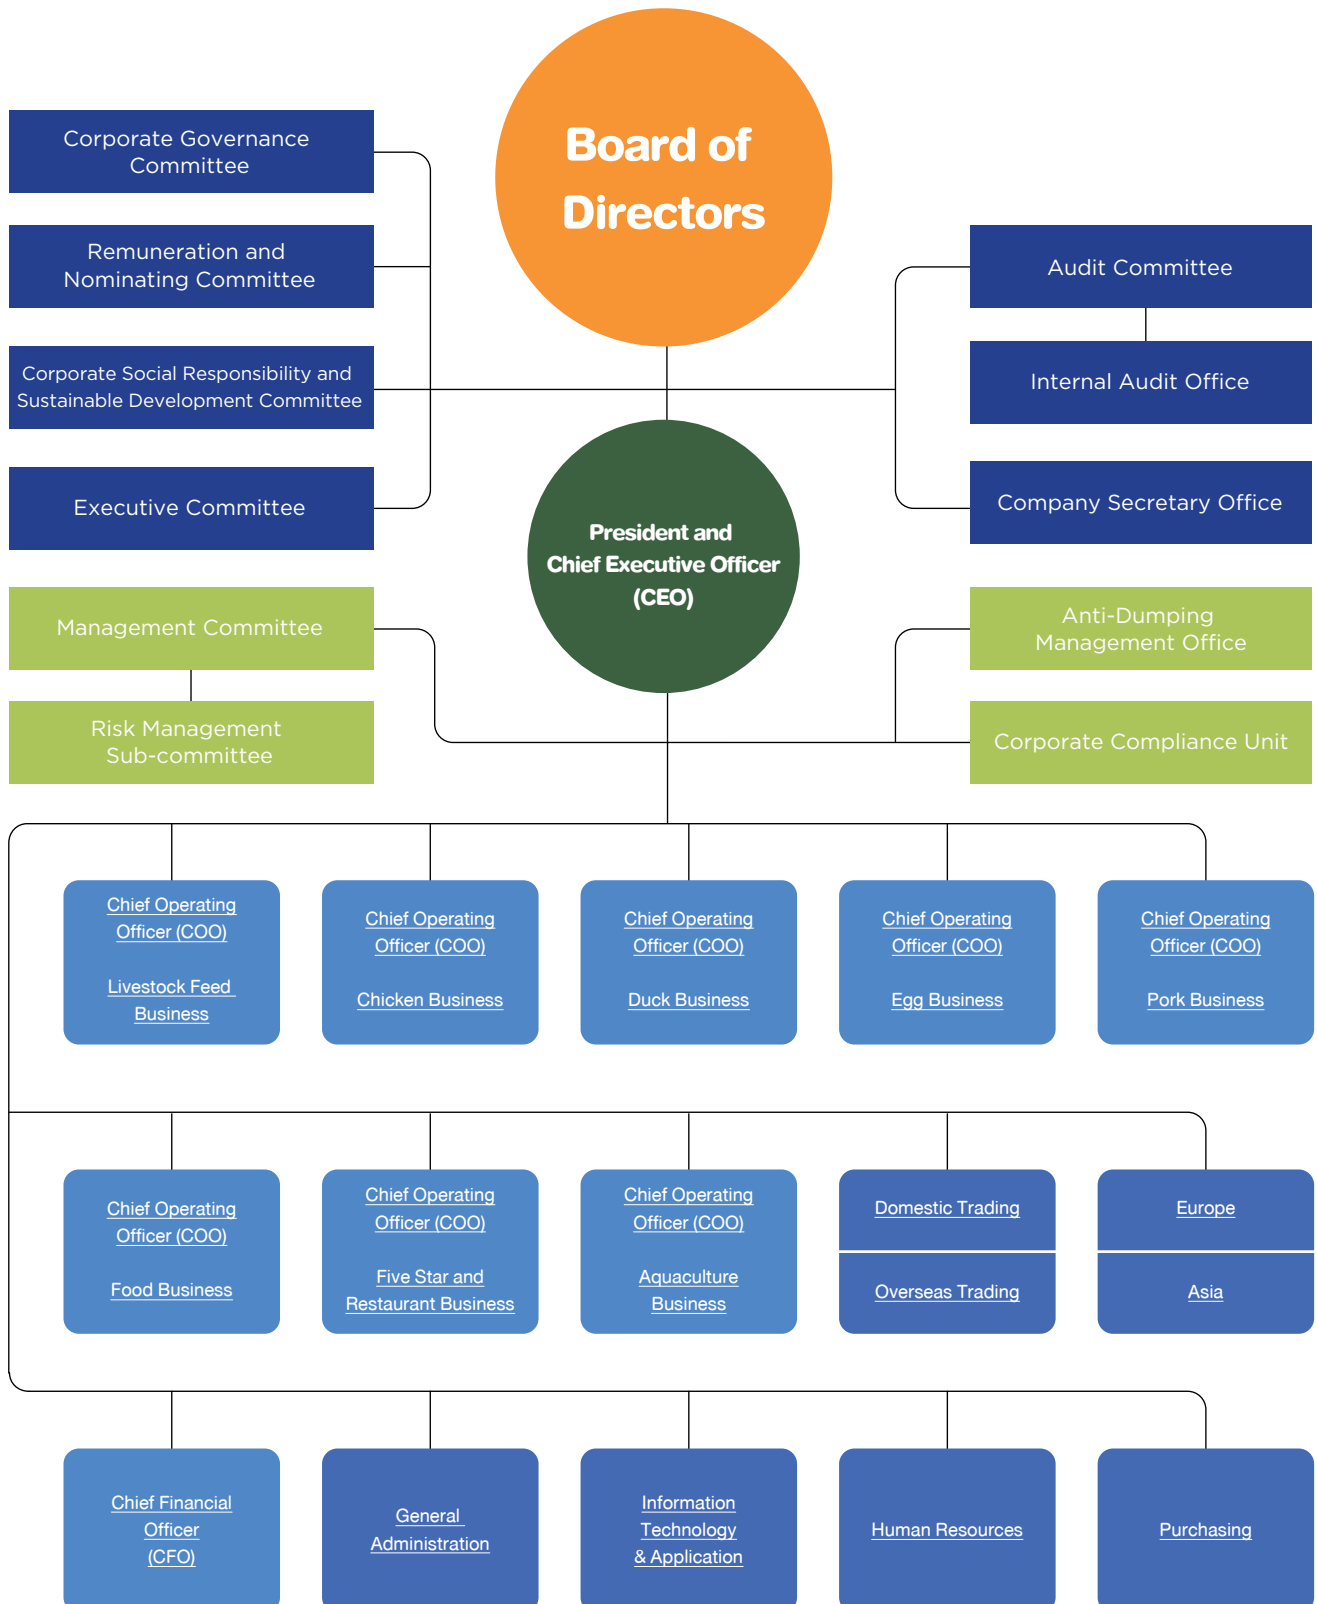 Board of
Directors
Corporate Governance
Committee
Remuneration and
Nominating Committee
Audit Committee
Corporate Social Responsibility and
Sustainable Development Committee
Internal Audit Office
Executive Committee
Company Secretary Office
President and
Chief Executive Officer
(CEO)
Management Committee
Anti-Dumping
Management Office
Risk Management
Sub-committee
Corporate Compliance Unit
Chief Operating
Officer (COO)
Livestock Feed
Business
Chief Operating
Officer (COO)
Chicken Business
Chief Operating
Officer (COO)
Duck Business
Chief Operating
Officer (COO)
Egg Business
Chief Operating
Officer (COO)
Pork Business
Chief Operating
Officer (COO)
Food Business
Chief Operating
Officer (COO)
Five Star and
Restaurant Business
Chief Operating
Officer (COO)
Aquaculture
Business
Domestic Trading
Overseas Trading
Europe
Asia
Chief Financial
Officer
(CFO)
General
Administration
Information
Technology
& Application
Human Resources
Purchasing